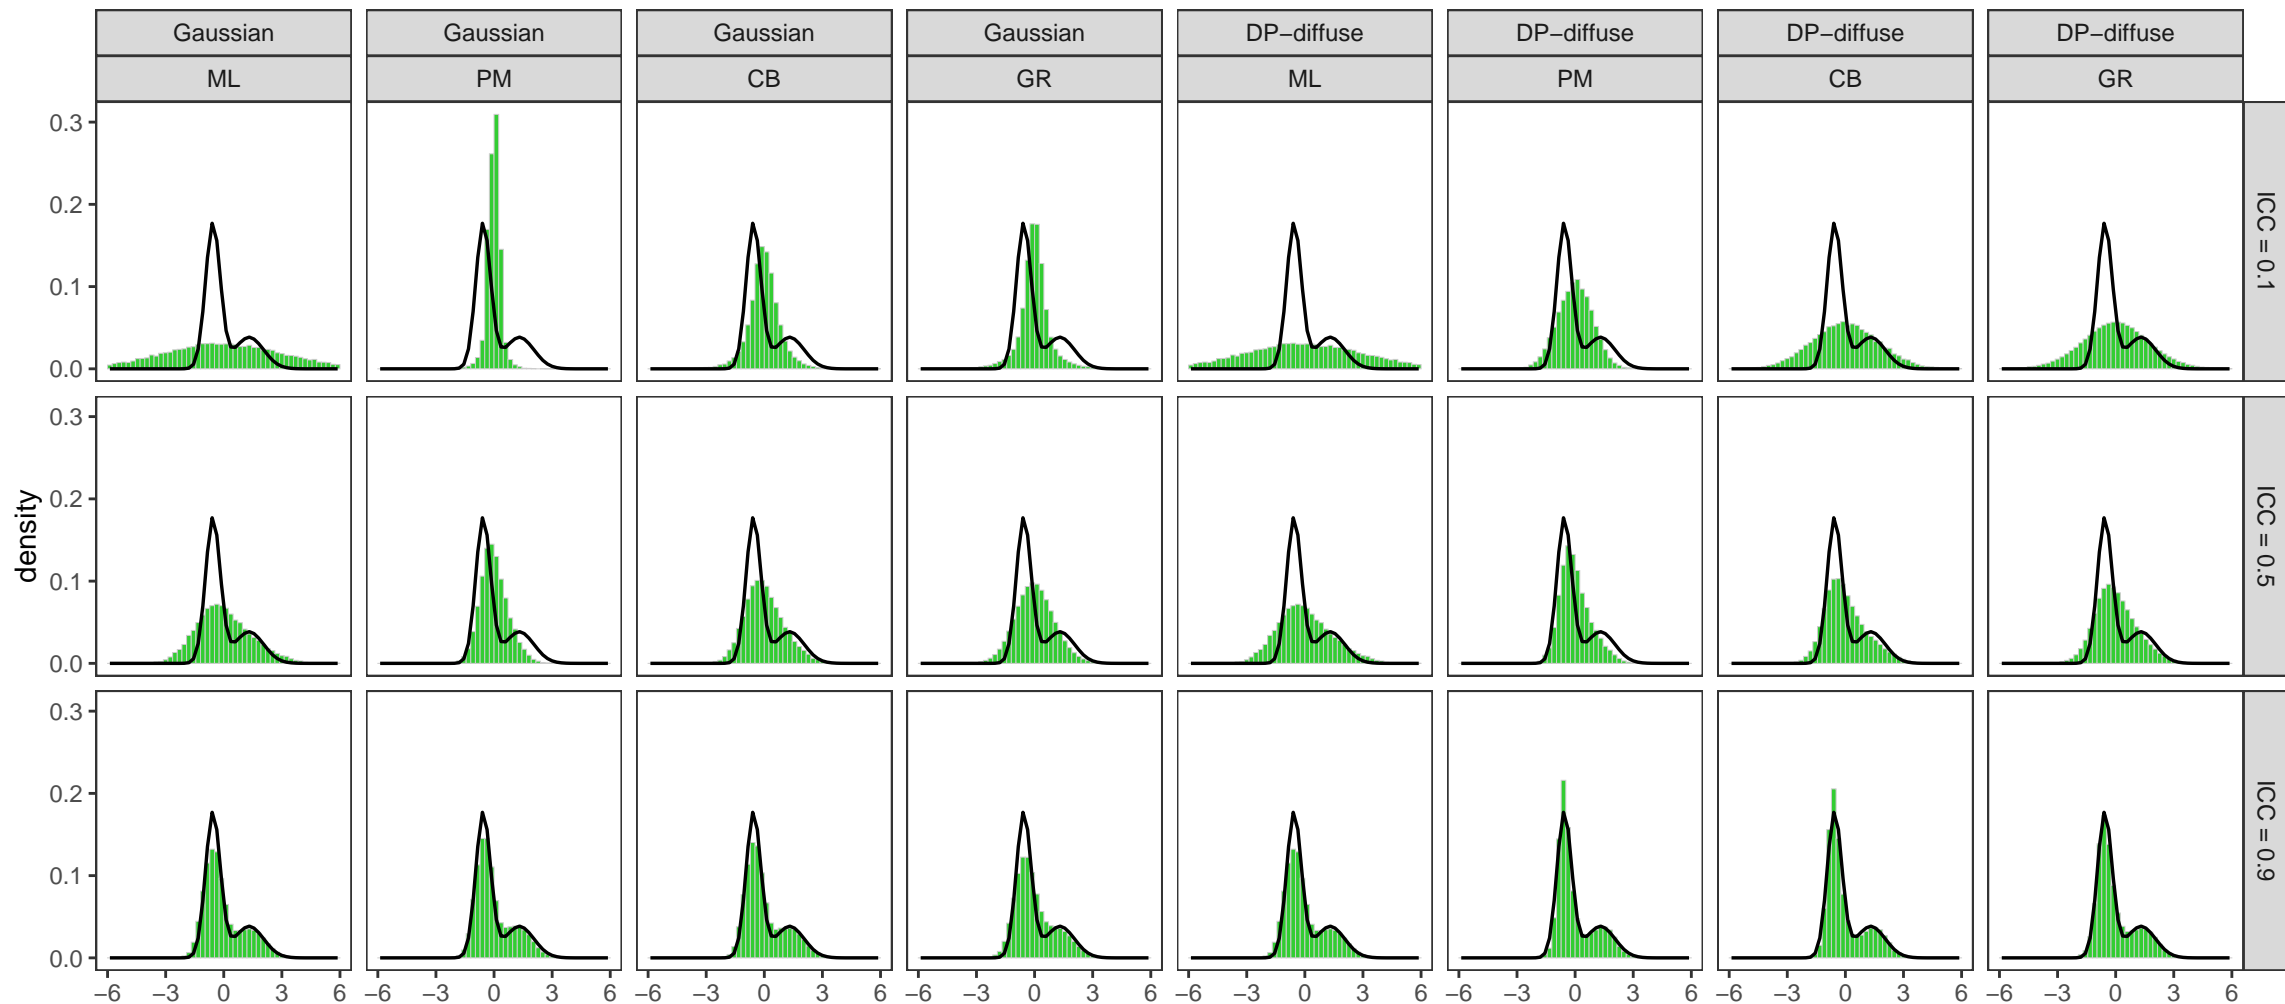 Gaussian Gaussian Gaussian Gaussian DP−diffuse DP−diffuse DP−diffuse DP−diffuse
ML PM CB GR ML PM CB GR
0.3
0.2
0.1
0.0
ICC = 0.1
density
0.3
0.2
0.1
0.0
ICC = 0.5
0.3
0.2
0.1
0.0
ICC = 0.9
−6 −3 0 3 6 −6 −3 0 3 6 −6 −3 0 3 6 −6 −3 0 3 6 −6 −3 0 3 6 −6 −3 0 3 6 −6 −3 0 3 6 −6 −3 0 3 6